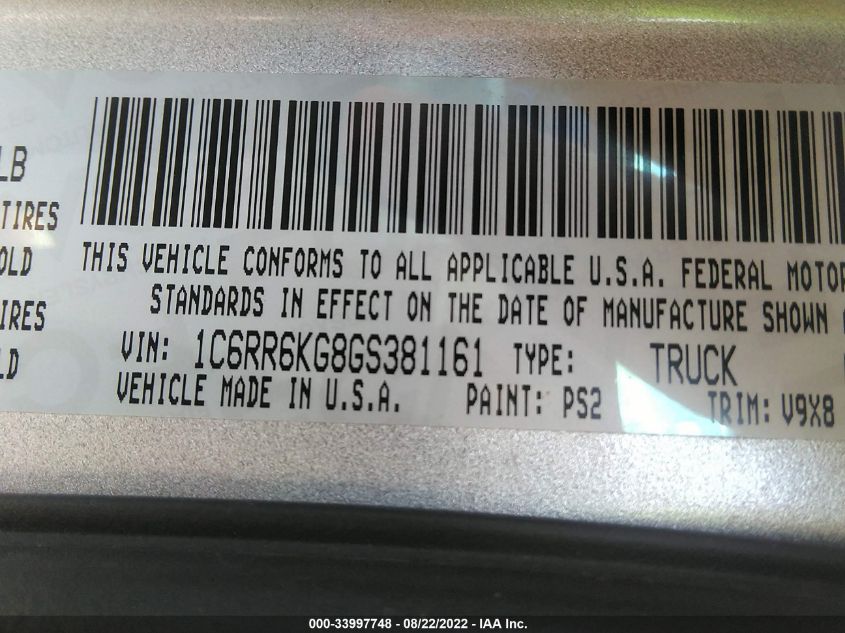 LB
TIRES
OLD
IRES
LD
THIS VEHICLE CONFORMS TO ALL APPLICABLE U.S.A. FEDERAL MOTOR
STANDARDS IN EFFECT ON THE DATE OF MANUFACTURE SHOWN
VIN: 1C6RR6KG8GS381161 TYPE: TRUCK
VEHICLE MADE IN U.S.A. PAINT: PS2 TRIM: V9X8
000-33997748 - 08/22/2022 - IAA Inc.